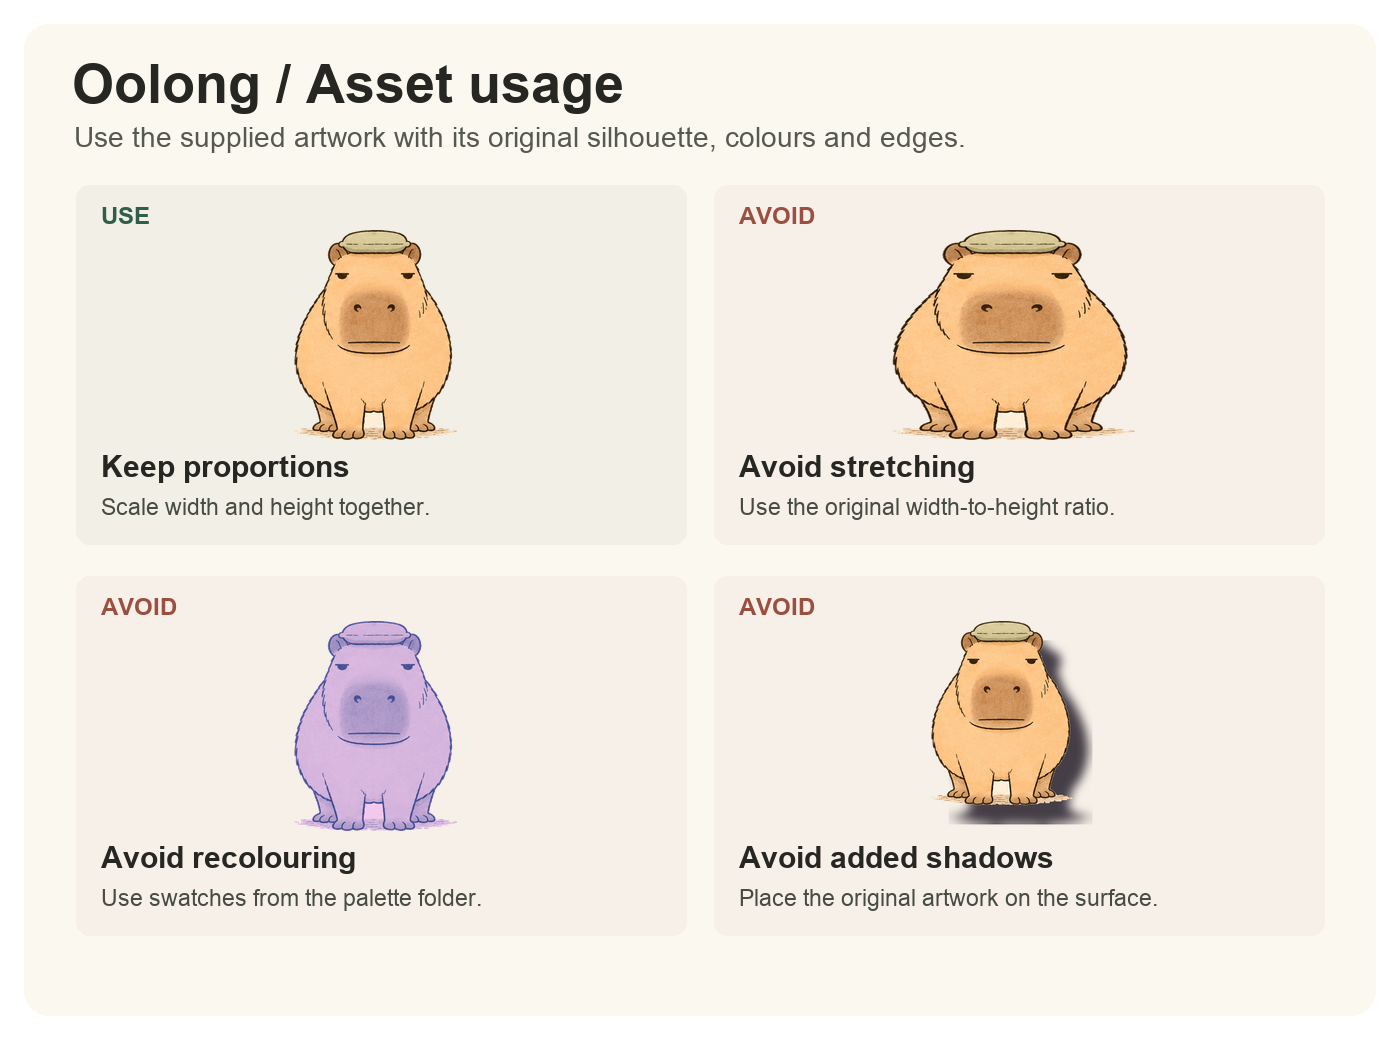 Oolong / Asset usage
Use the supplied artwork with its original silhouette, colours and edges.
USE
Keep proportions
Scale width and height together.
AVOID
Avoid stretching
Use the original width-to-height ratio.
AVOID
Avoid recolouring
Use swatches from the palette folder.
AVOID
Avoid added shadows
Place the original artwork on the surface.